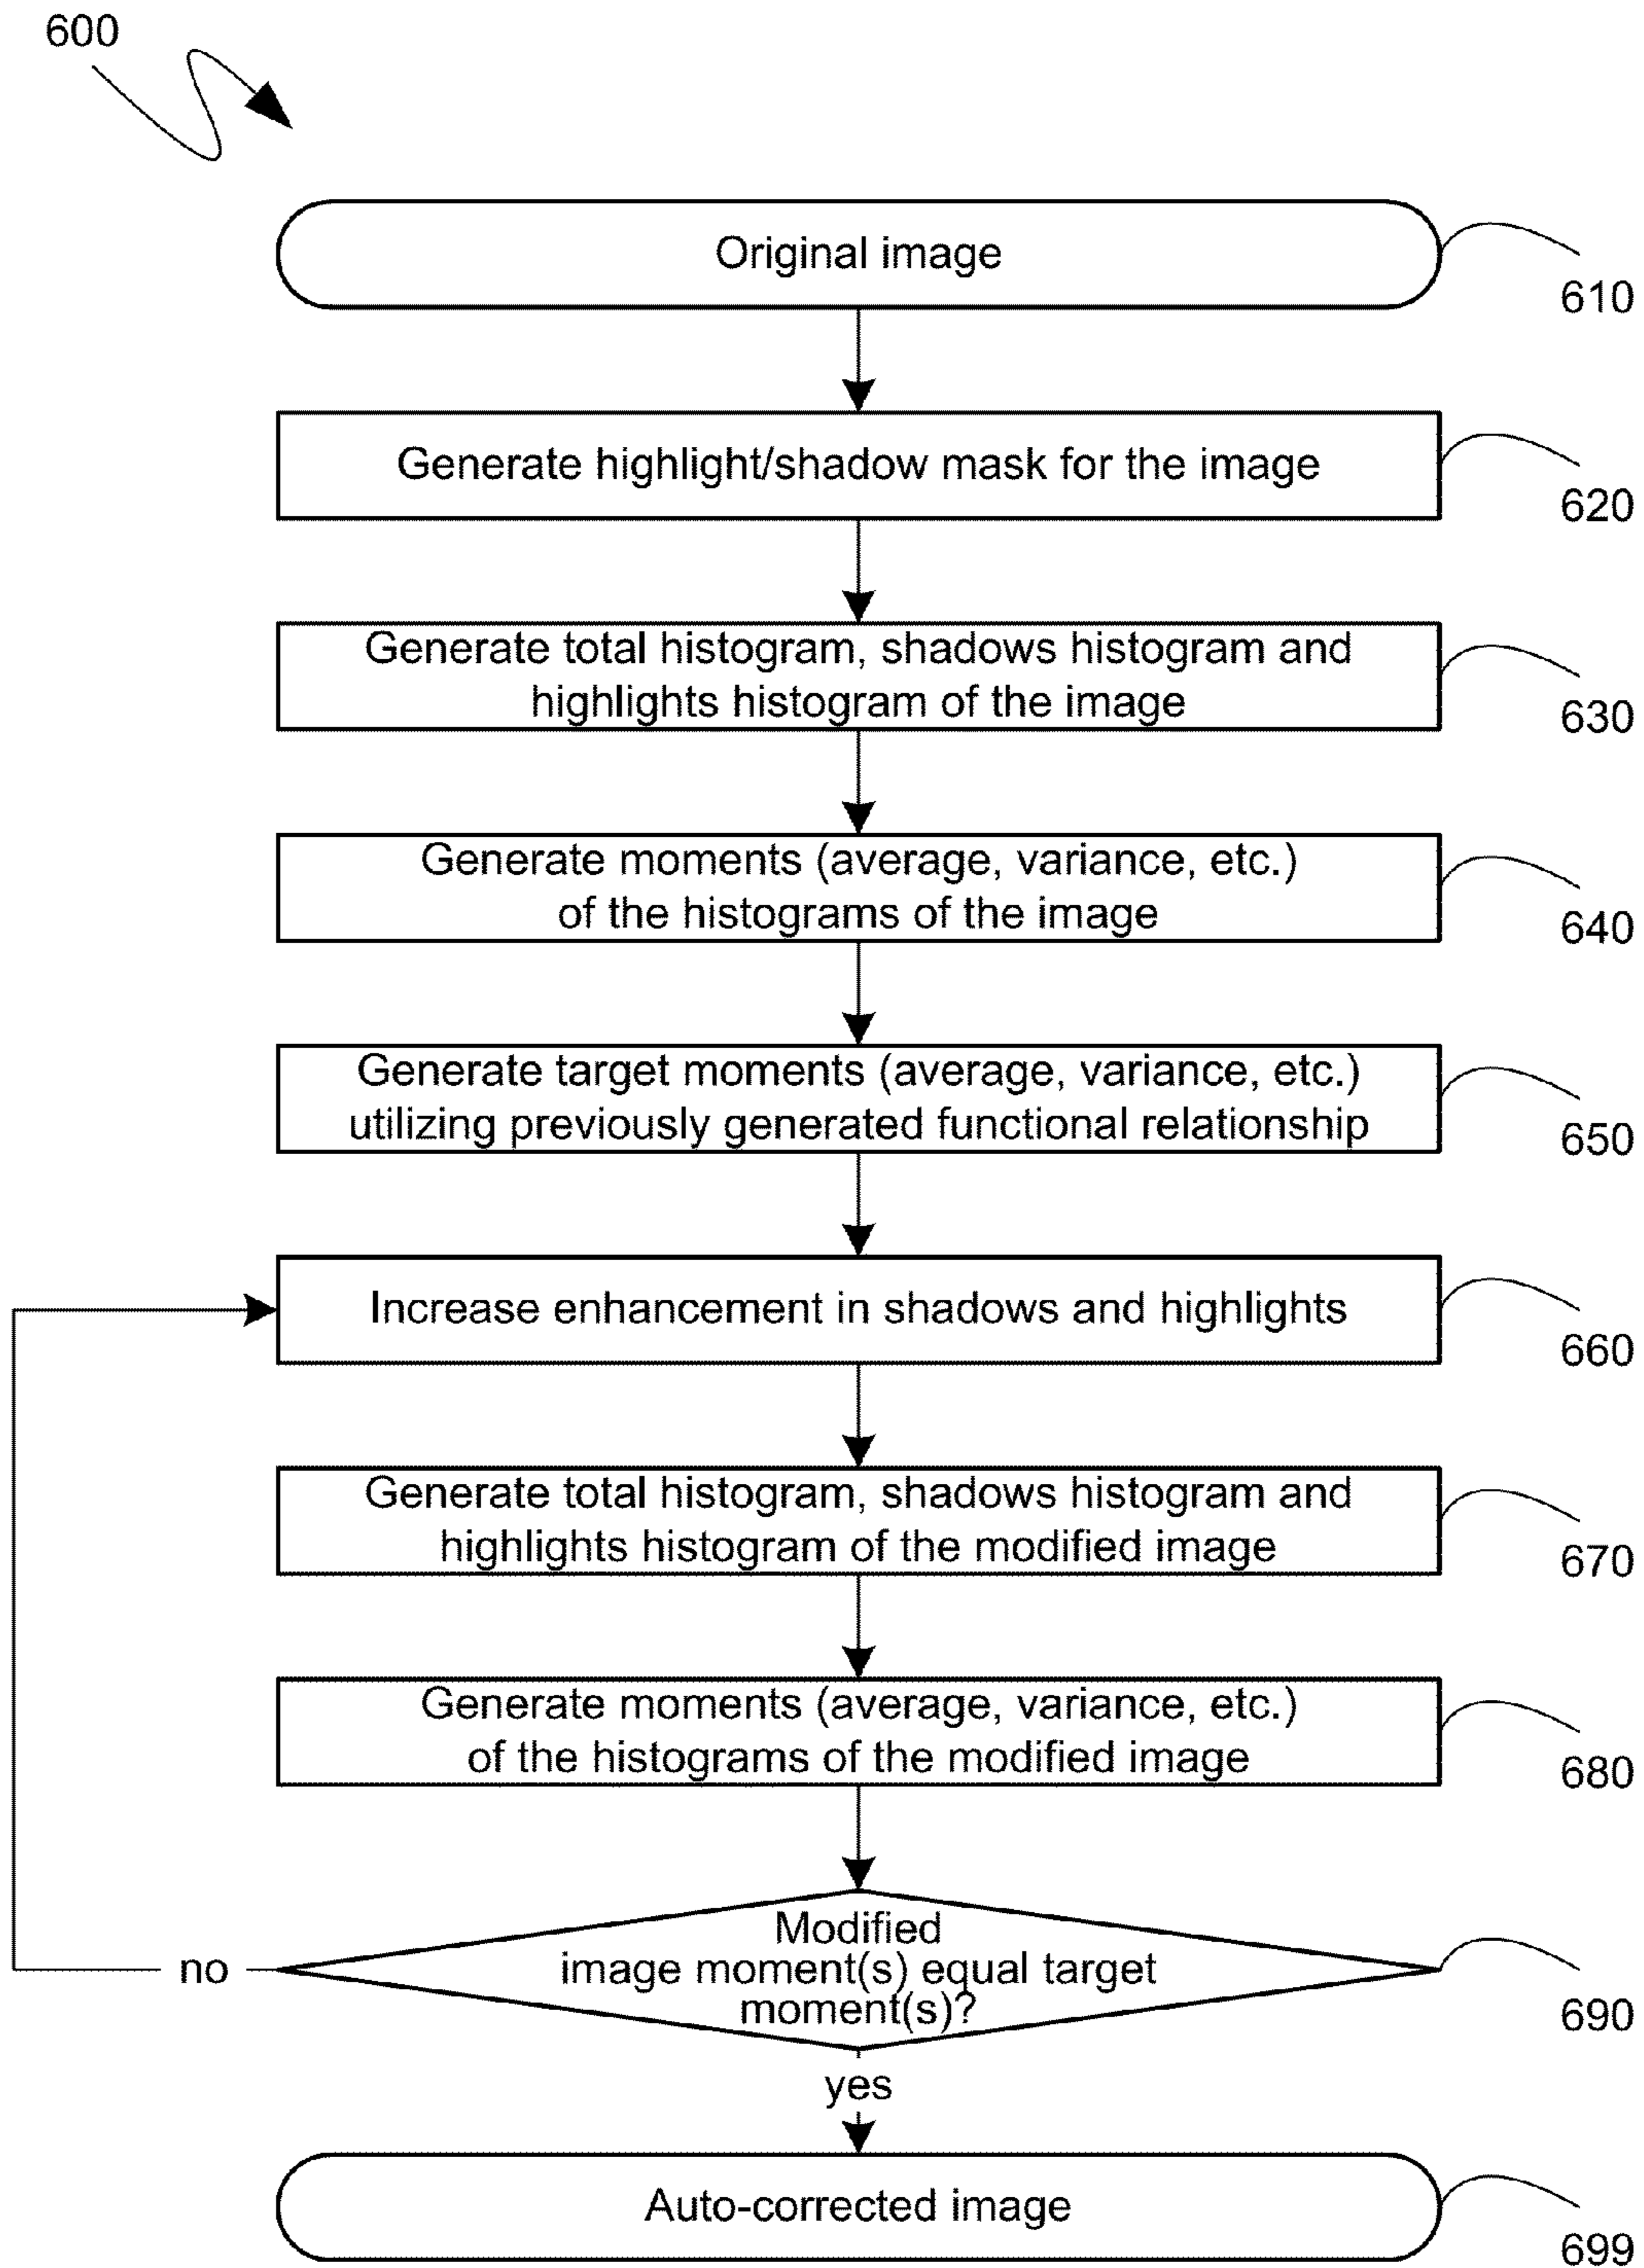 600
Original image
610
Generate highlight/shadow mask for the image
620
Generate total histogram, shadows histogram and
highlights histogram of the image
630
Generate moments (average, variance, etc.)
of the histograms of the image
640
Generate target moments (average, variance, etc.)
utilizing previously generated functional relationship
650
Increase enhancement in shadows and highlights
660
Generate total histogram, shadows histogram and
highlights histogram of the modified image
670
Generate moments (average, variance, etc.)
of the histograms of the modified image
680
Modified
image moment(s) equal target
moment(s)?
no
690
yes
Auto-corrected image
699